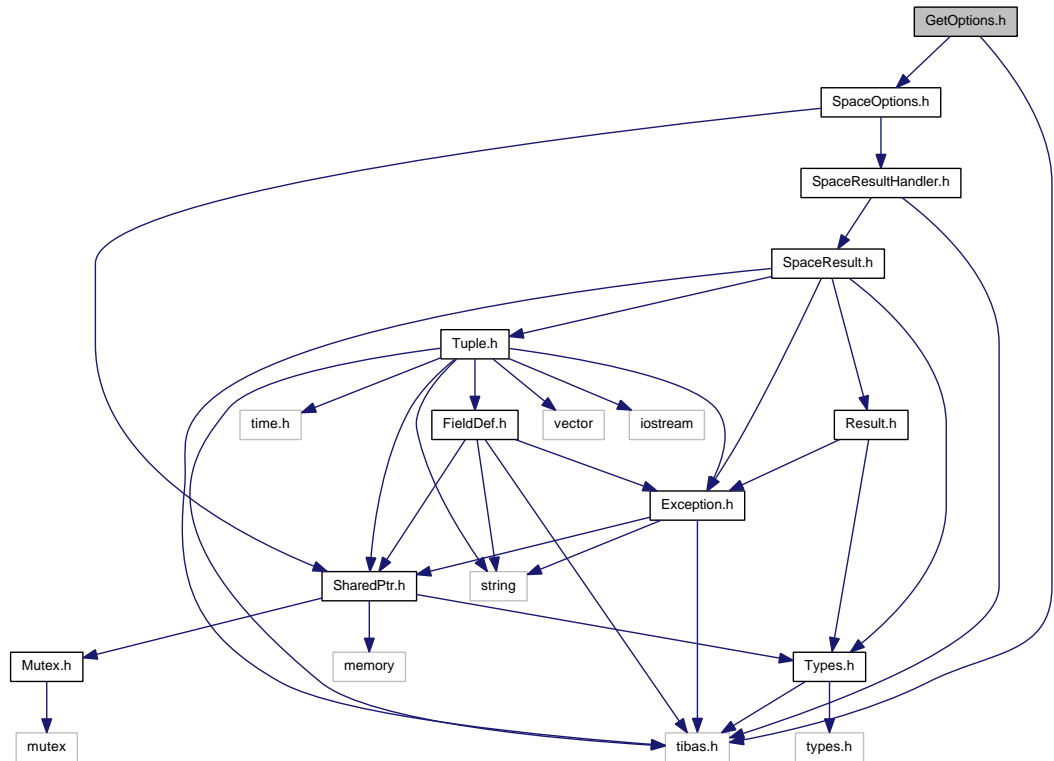 GetOptions.h
SpaceOptions.h
SpaceResultHandler.h
SpaceResult.h
Tuple.h
time.h
FieldDef.h
vector
iostream
Result.h
Exception.h
SharedPtr.h
string
Mutex.h
memory
Types.h
mutex
tibas.h
types.h